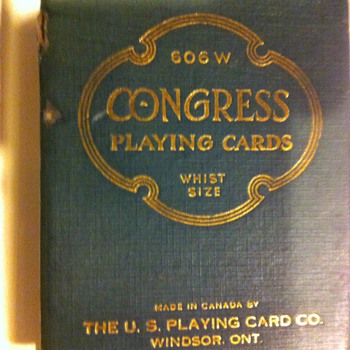 606 W
CONGRESS
PLAYING CARDS
WHIST
SIZE
MADE IN CANADA BY
THE U. S. PLAYING CARD CO.
WINDSOR, ONT.